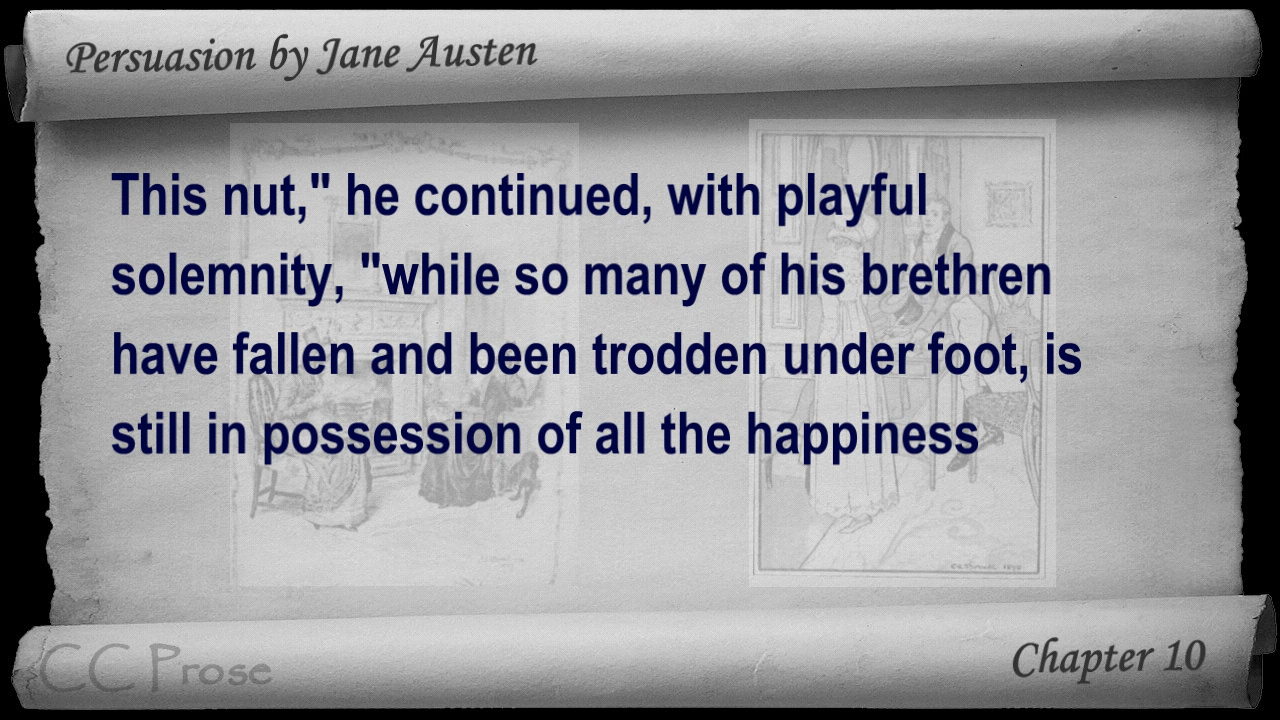 Persuasion by Jane Austen
This nut," he continued, with playful
solemnity, "while so many of his brethren
have fallen and been trodden under foot, is
still in possession of all the happiness
CC Prose
Chapter 10